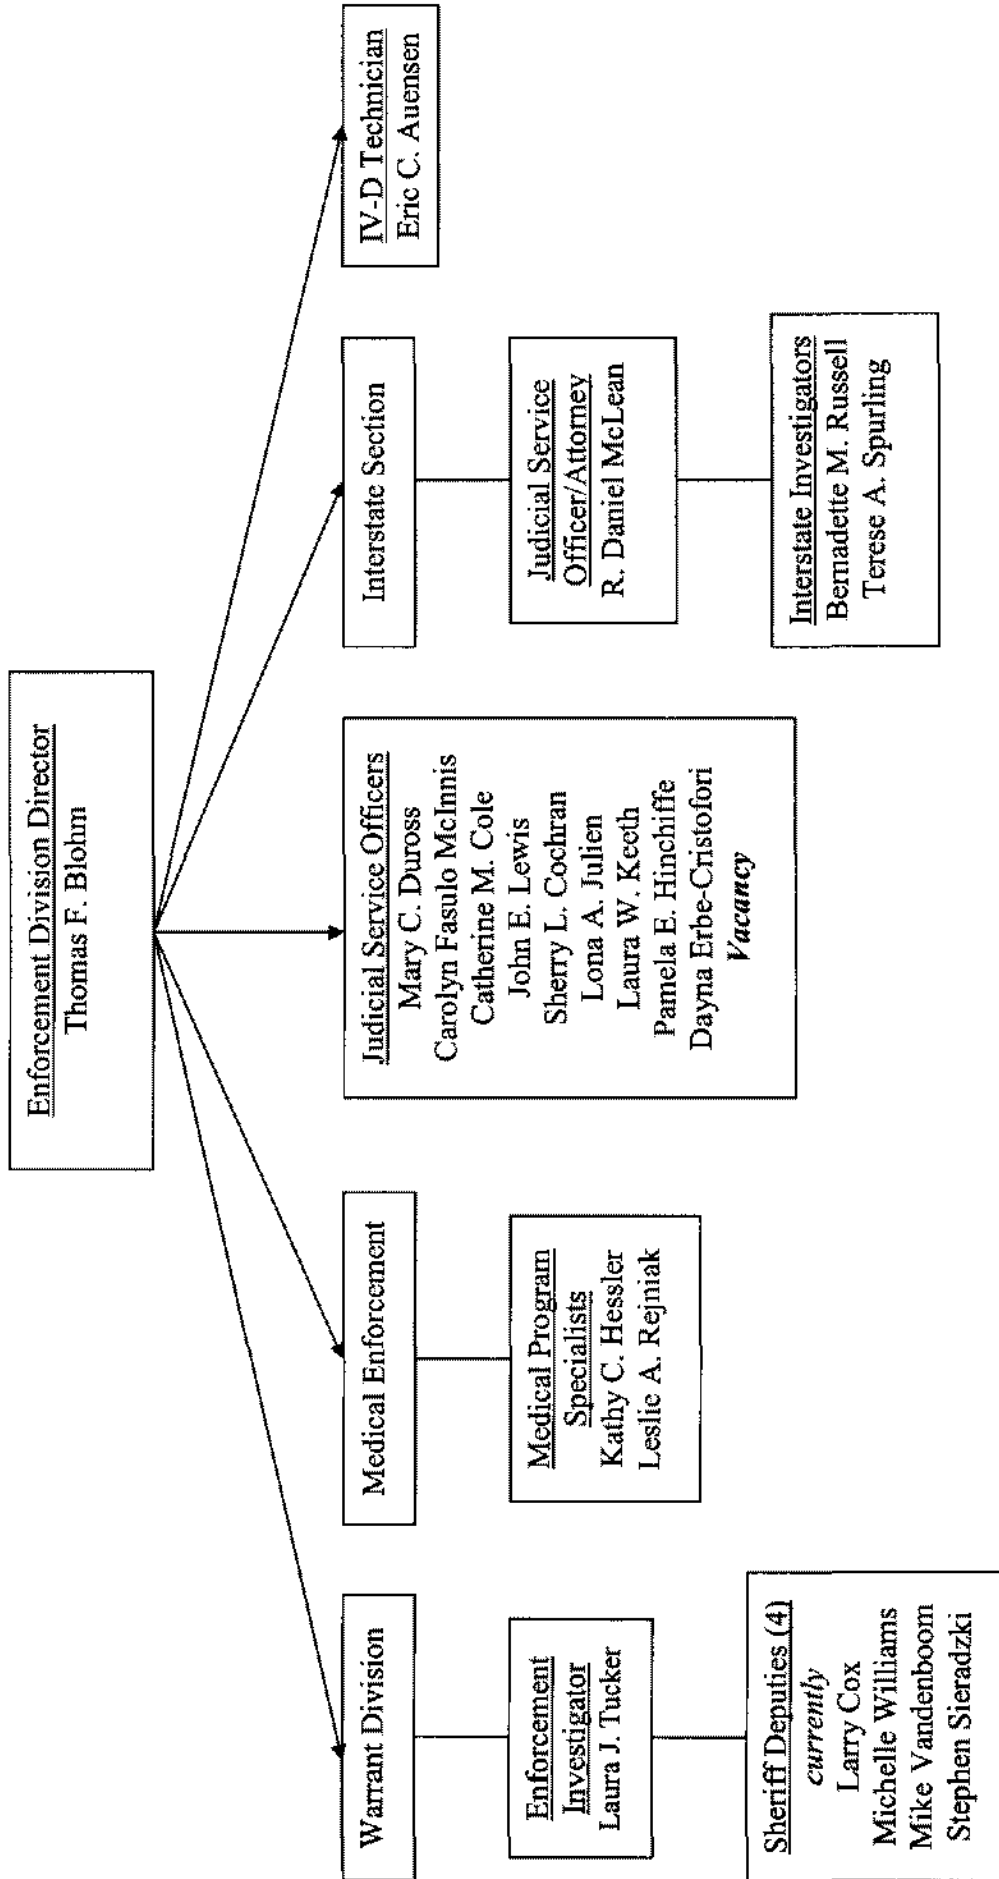 Enforcement Division Director
Thomas F. Blohm
Warrant Division
Enforcement
Investigator
Laura J. Tucker
Sheriff Deputies (4)
currently
Larry Cox
Michelle Williams
Mike Vandenboom
Stephen Sieradzki
Medical Enforcement
Medical Program
Specialists
Kathy C. Hessler
Leslie A. Rejniak
Judicial Service Officers
Mary C. Duross
Carolyn Fasulo McInnis
Catherine M. Cole
John E. Lewis
Sherry L. Cochran
Lona A. Julien
Laura W. Keeth
Pamela E. Hinchiffe
Dayna Erbe-Cristofori
Vacancy
Interstate Section
Judicial Service
Officer/Attorney
R. Daniel McLean
Interstate Investigators
Bernadette M. Russell
Terese A. Spurling
IV-D Technician
Eric C. Auensen